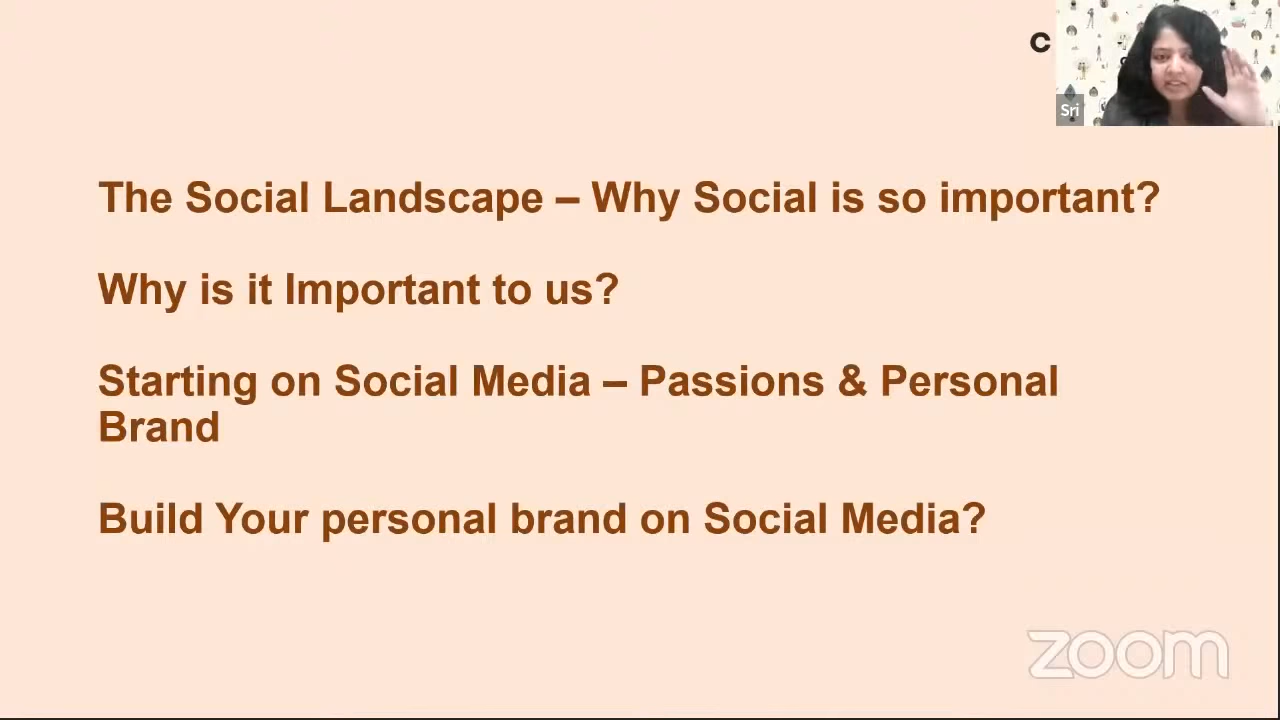 C
Sri
The Social Landscape – Why Social is so important?
Why is it Important to us?
Starting on Social Media – Passions & Personal
Brand
Build Your personal brand on Social Media?
zoom